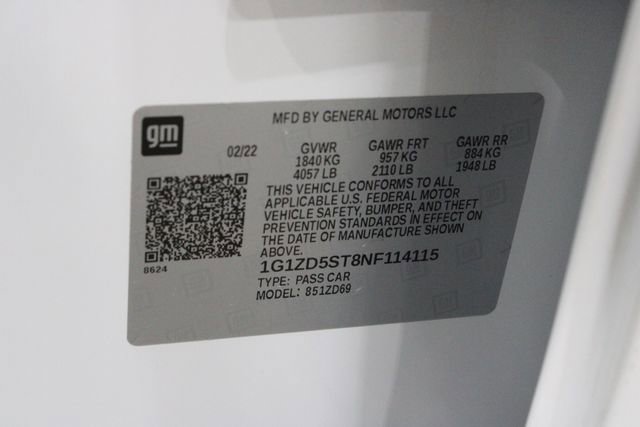 gm
MFD BY GENERAL MOTORS LLC
02/22 GVWR GAWR FRT GAWR RR
1840 KG 957 KG 884 KG
4057 LB 2110 LB 1948 LB
THIS VEHICLE CONFORMS TO ALL
APPLICABLE U.S. FEDERAL MOTOR
VEHICLE SAFETY, BUMPER, AND THEFT
PREVENTION STANDARDS IN EFFECT ON
THE DATE OF MANUFACTURE SHOWN
ABOVE.
8624
1G1ZD5ST8NF114115
TYPE: PASS CAR
MODEL: 851ZD69